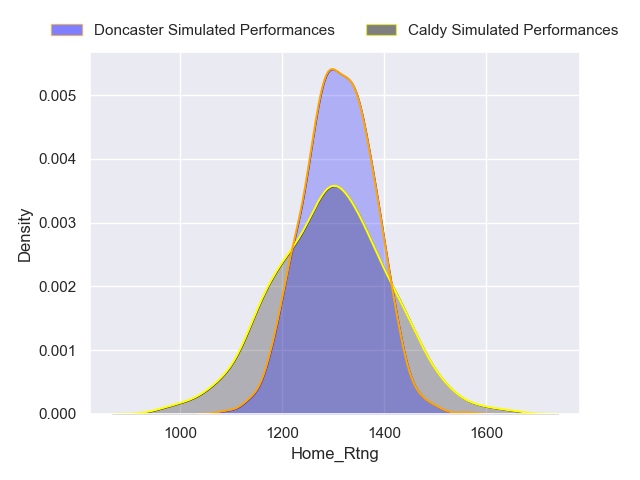 Doncaster Simulated Performances Caldy Simulated Performances
0.005
0.004
0.003
0.002
0.001
0.000
Density
1000 1200 1400 1600
Home_Rtng